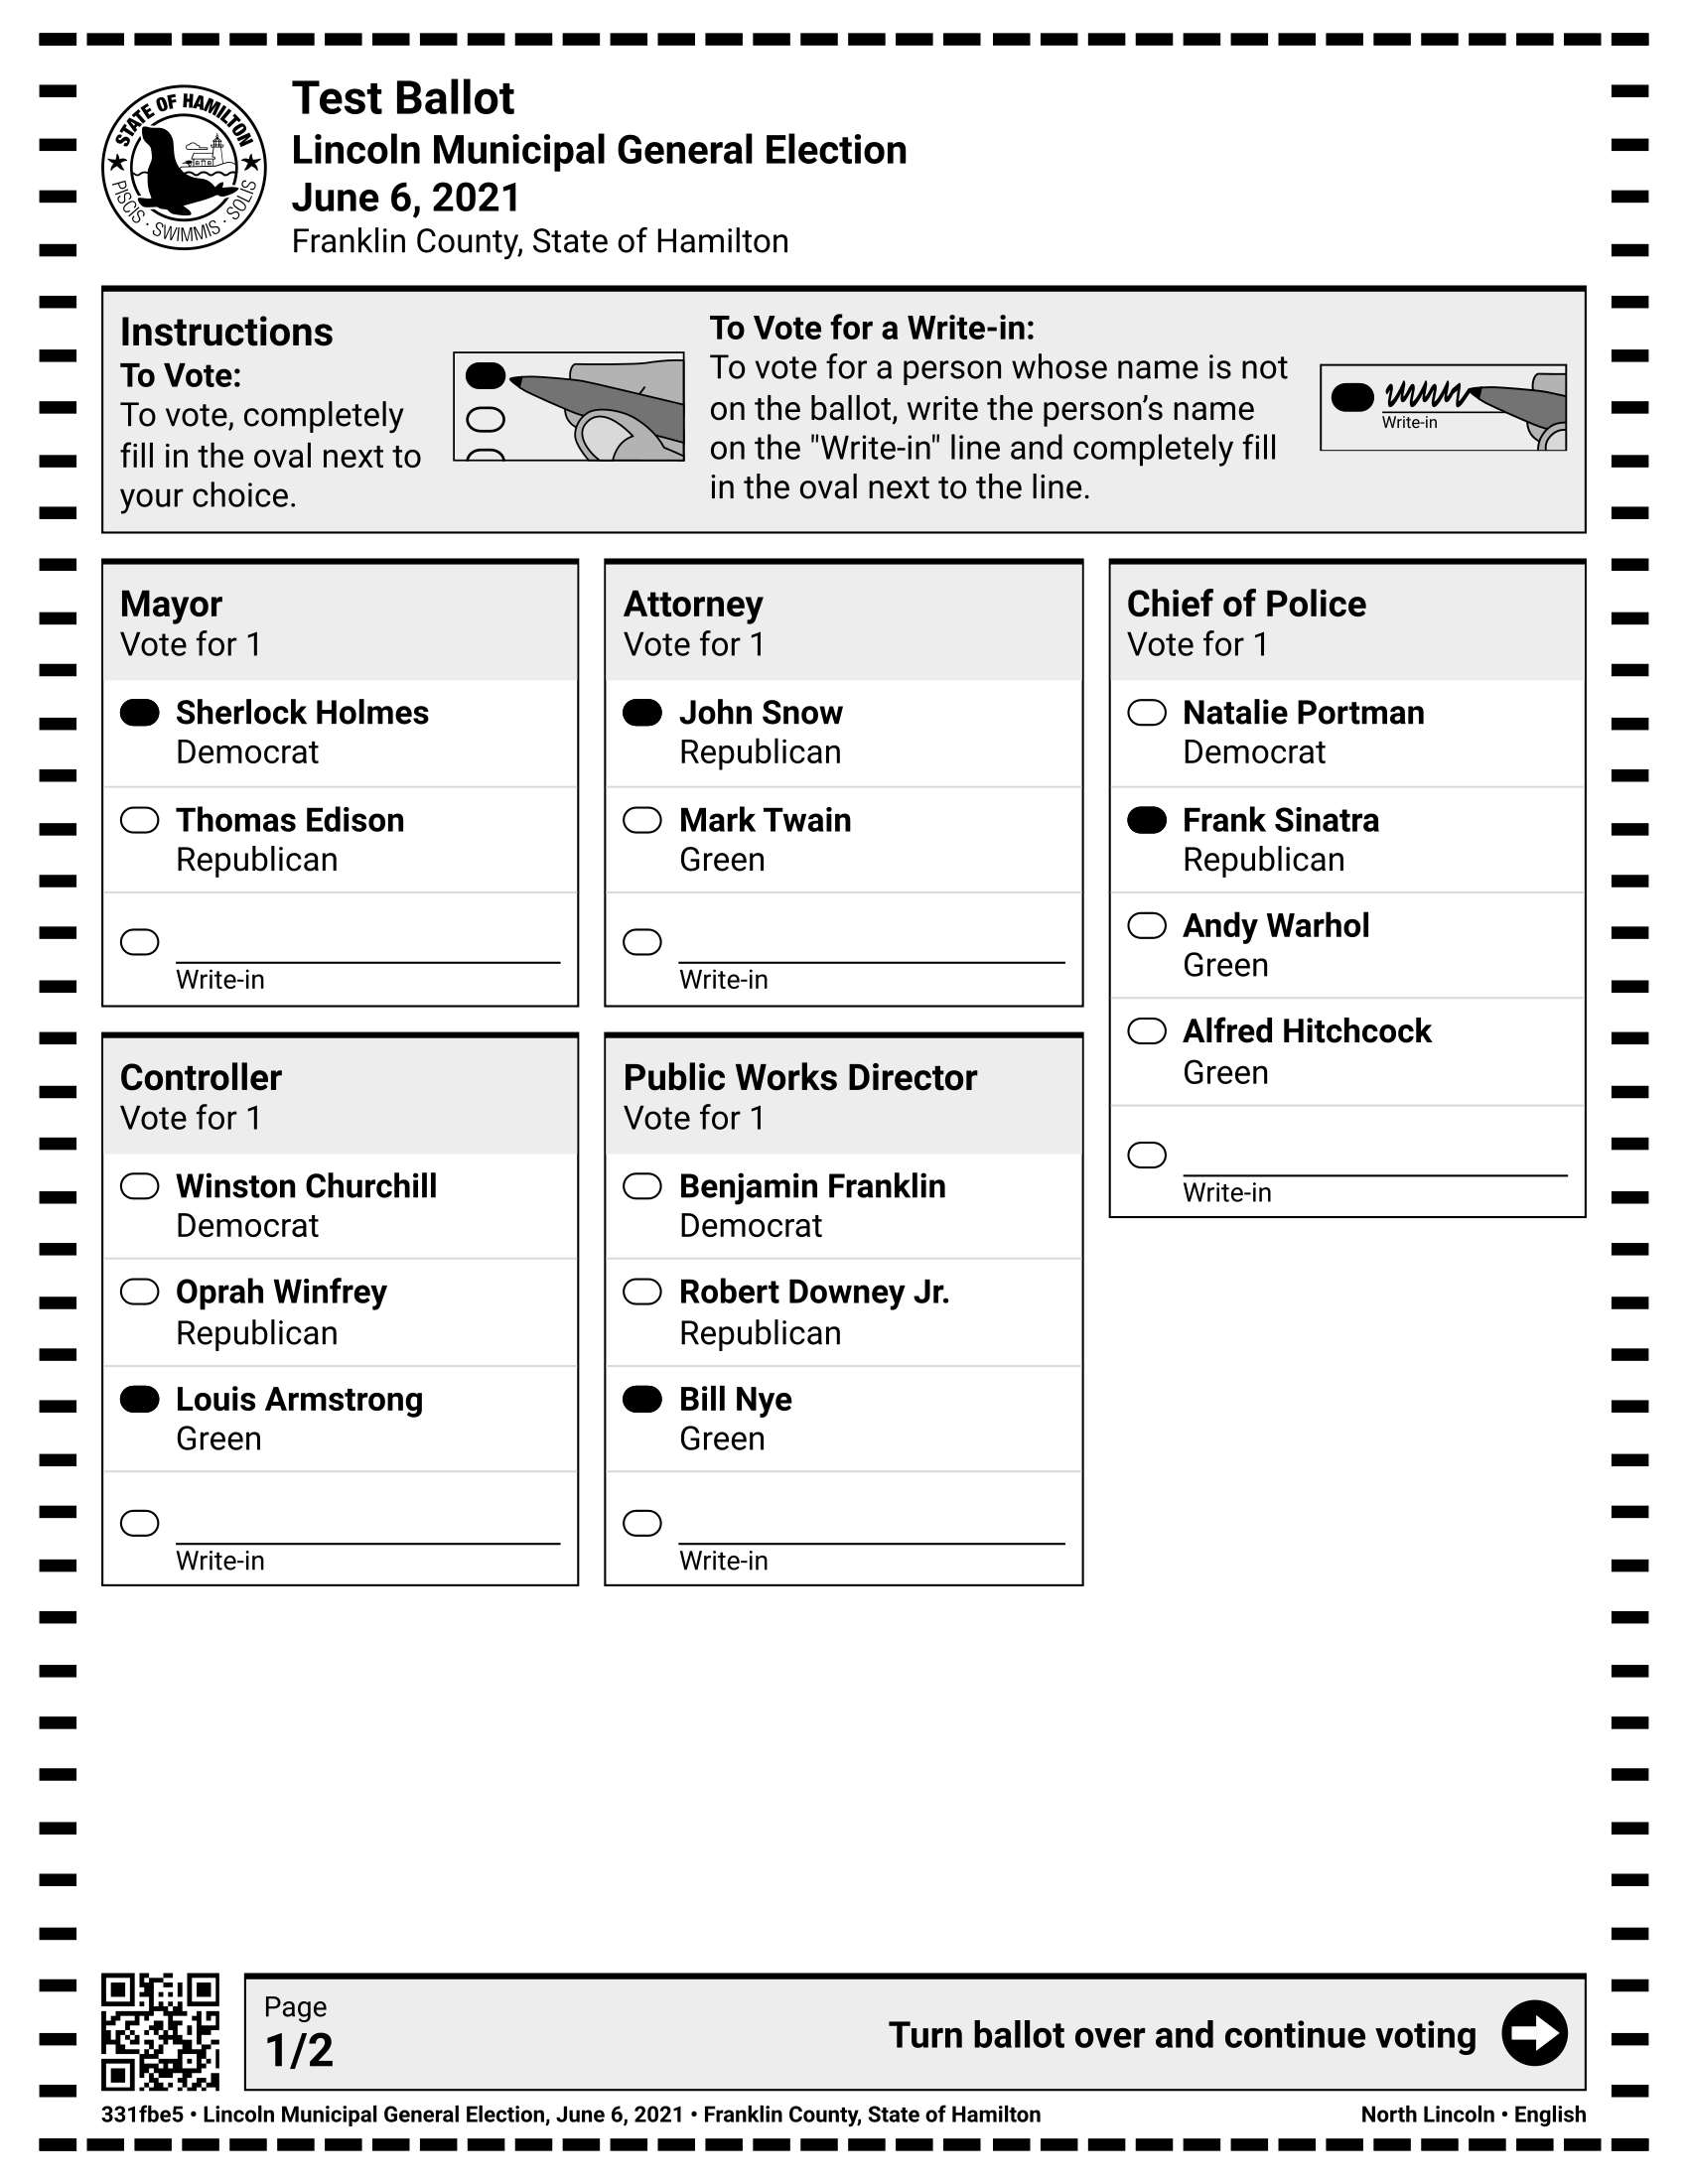 STATE OF HAMILTON
PISCIS · SWIMMIS · SOLIS
Test Ballot
Lincoln Municipal General Election
June 6, 2021
Franklin County, State of Hamilton
Instructions
To Vote:
To vote, completely
fill in the oval next to
your choice.
To Vote for a Write-in:
To vote for a person whose name is not
on the ballot, write the person’s name
on the "Write-in" line and completely fill
in the oval next to the line.
Write-in
Mayor
Vote for 1
Sherlock Holmes
Democrat
Thomas Edison
Republican
Write-in
Controller
Vote for 1
Winston Churchill
Democrat
Oprah Winfrey
Republican
Louis Armstrong
Green
Write-in
Attorney
Vote for 1
John Snow
Republican
Mark Twain
Green
Write-in
Public Works Director
Vote for 1
Benjamin Franklin
Democrat
Robert Downey Jr.
Republican
Bill Nye
Green
Write-in
Chief of Police
Vote for 1
Natalie Portman
Democrat
Frank Sinatra
Republican
Andy Warhol
Green
Alfred Hitchcock
Green
Write-in
Page
1/2
Turn ballot over and continue voting
331fbe5 • Lincoln Municipal General Election, June 6, 2021 • Franklin County, State of Hamilton
North Lincoln • English